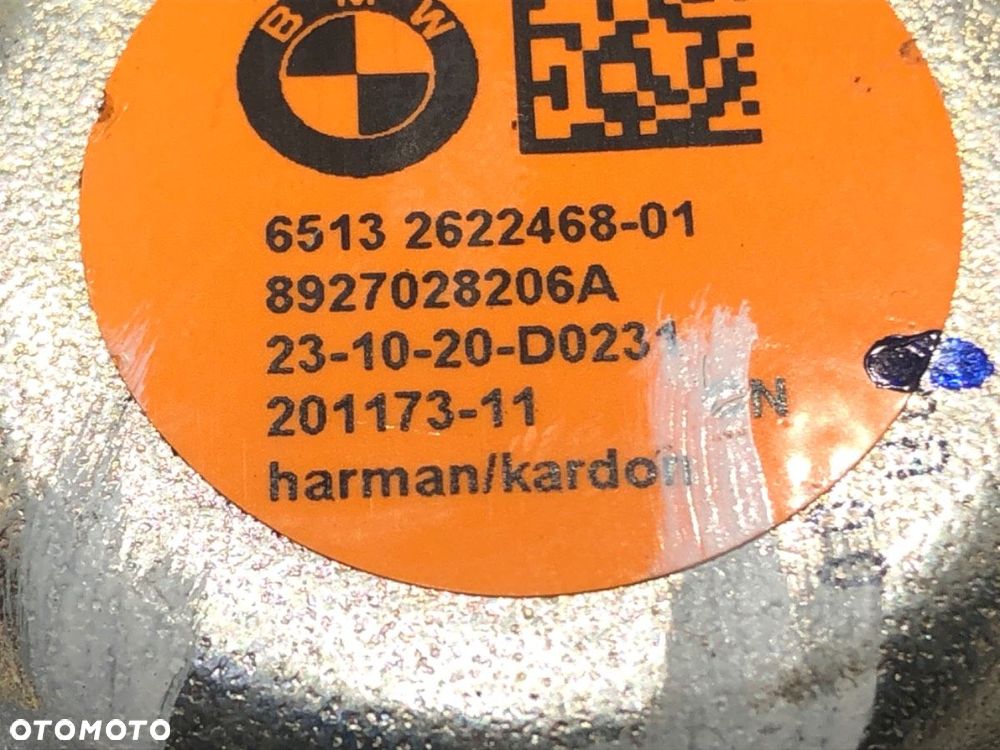 BMW
6513 2622468-01
8927028206A
23-10-20-D0231
201173-11
harman/kardon
OTOMOTO